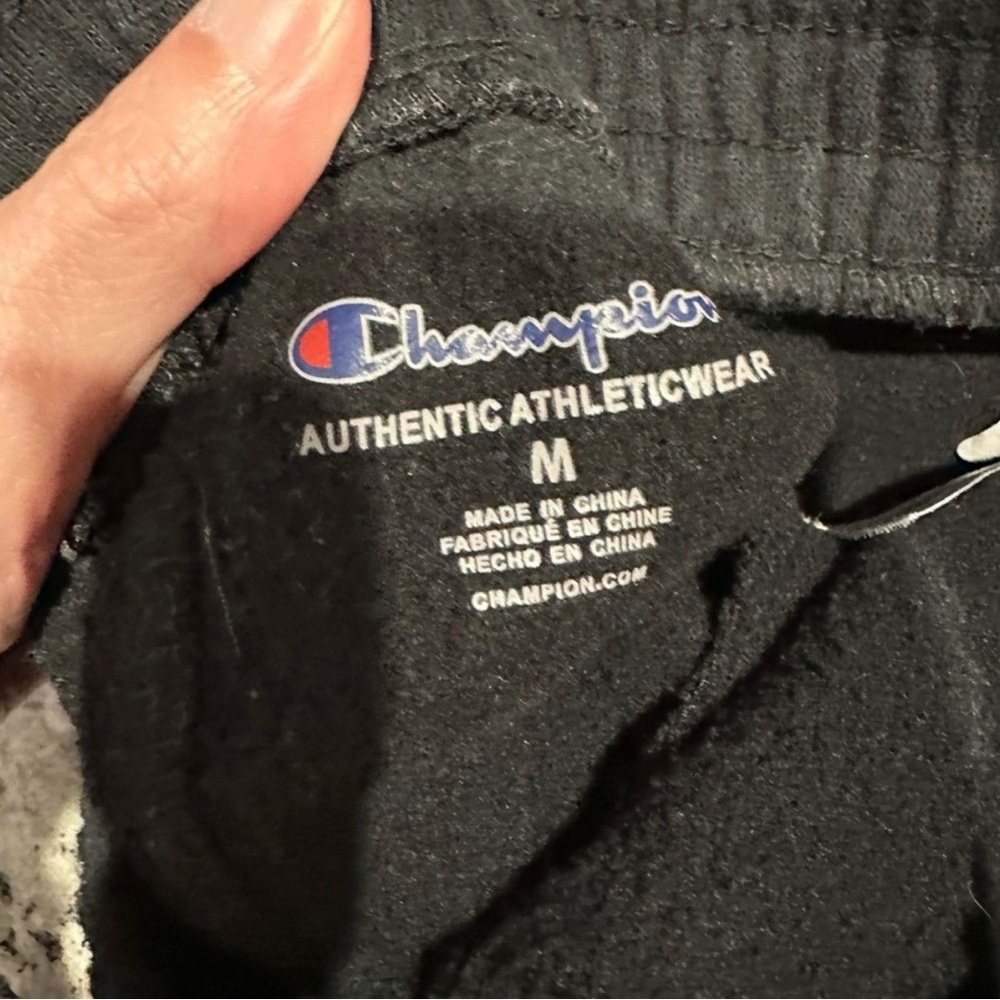 Champion
AUTHENTIC ATHLETICWEAR
M
MADE IN CHINA
FABRIQUÉ EN CHINE
HECHO EN CHINA
CHAMPION.COM